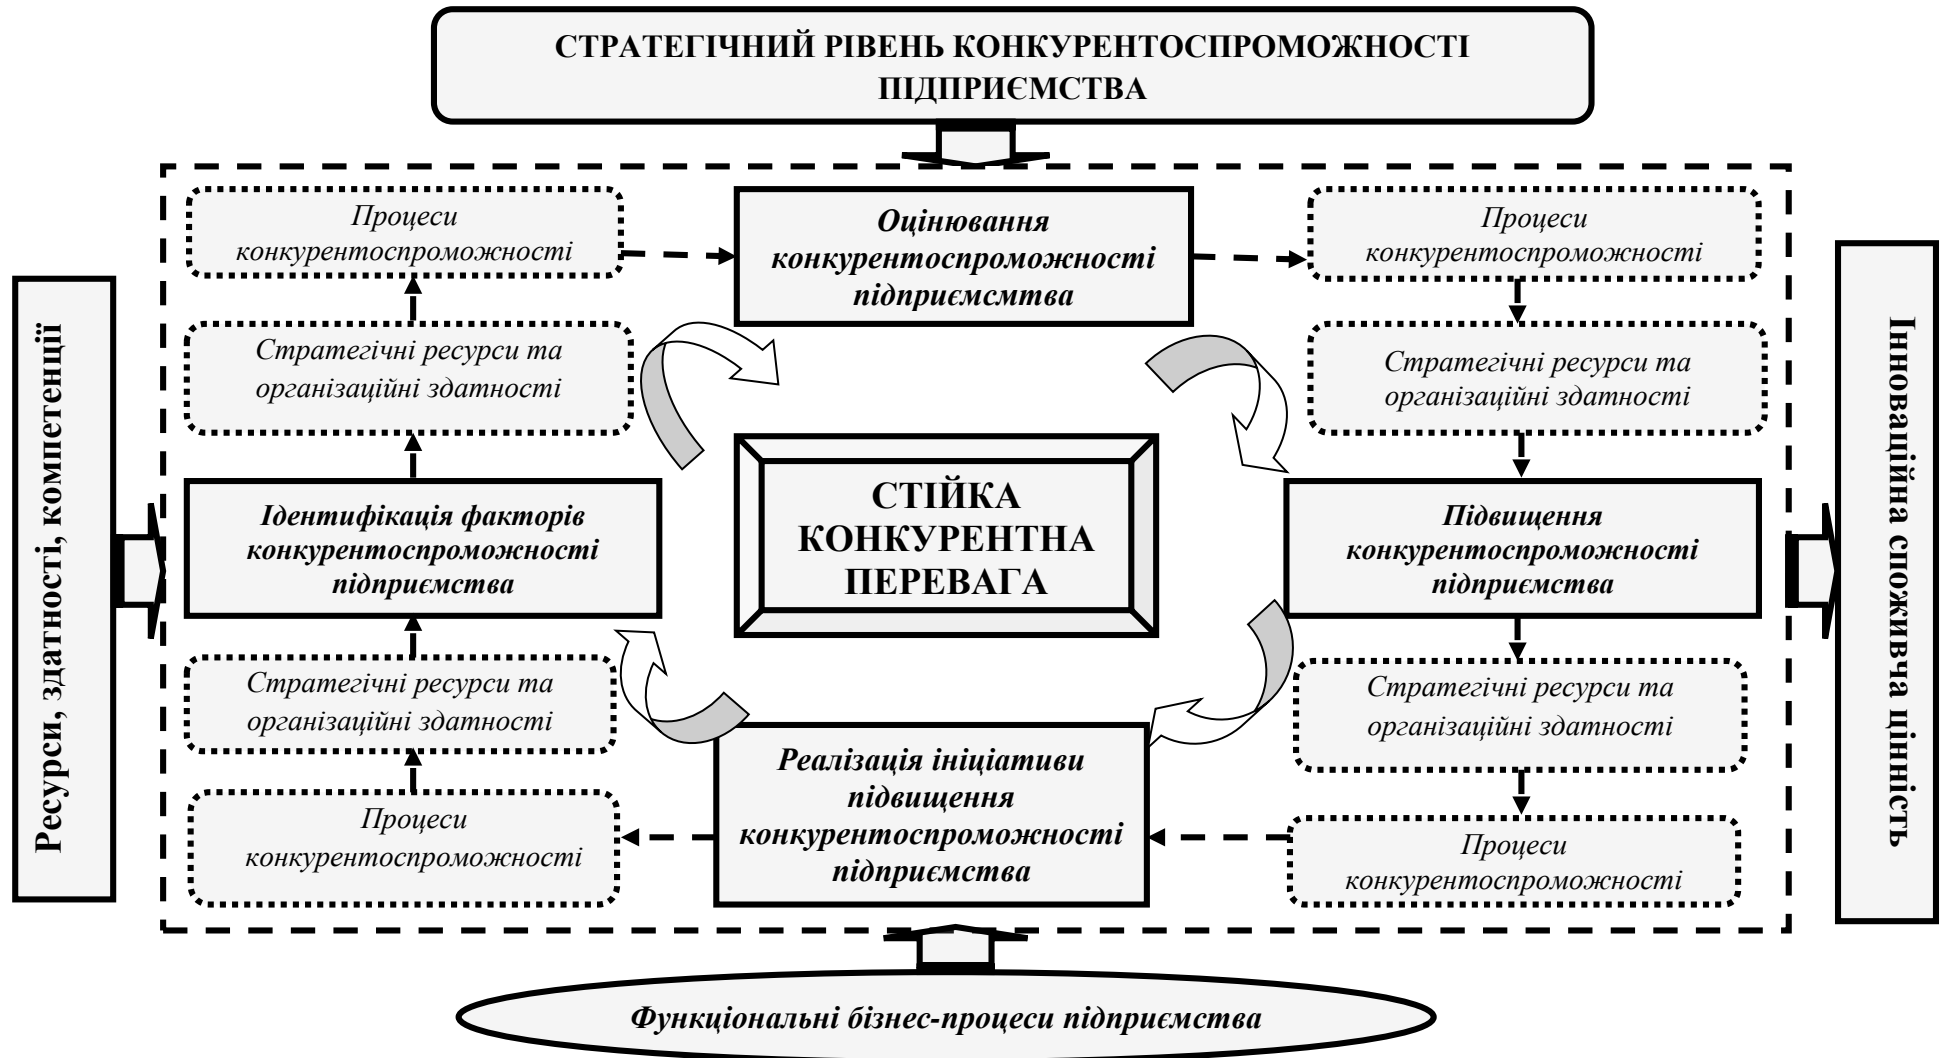 СТРАТЕГІЧНИЙ РІВЕНЬ КОНКУРЕНТОСПРОМОЖНОСТІ
ПІДПРИЄМСТВА
Процеси
конкурентоспроможності
Оцінювання
конкурентоспроможності
підприємсмтва
Процеси
конкурентоспроможності
Стратегічні ресурси та
організаційні здатності
Стратегічні ресурси та
організаційні здатності
Ресурси, здатності, компетенції
Ідентифікація факторів
конкурентоспроможності
підприємства
СТІЙКА
КОНКУРЕНТНА
ПЕРЕВАГА
Підвищення
конкурентоспроможності
підприємства
Інноваційна споживча цінність
Стратегічні ресурси та
організаційні здатності
Стратегічні ресурси та
організаційні здатності
Процеси
конкурентоспроможності
Реалізація ініціативи
підвищення
конкурентоспроможності
підприємства
Процеси
конкурентоспроможності
Функціональні бізнес-процеси підприємства